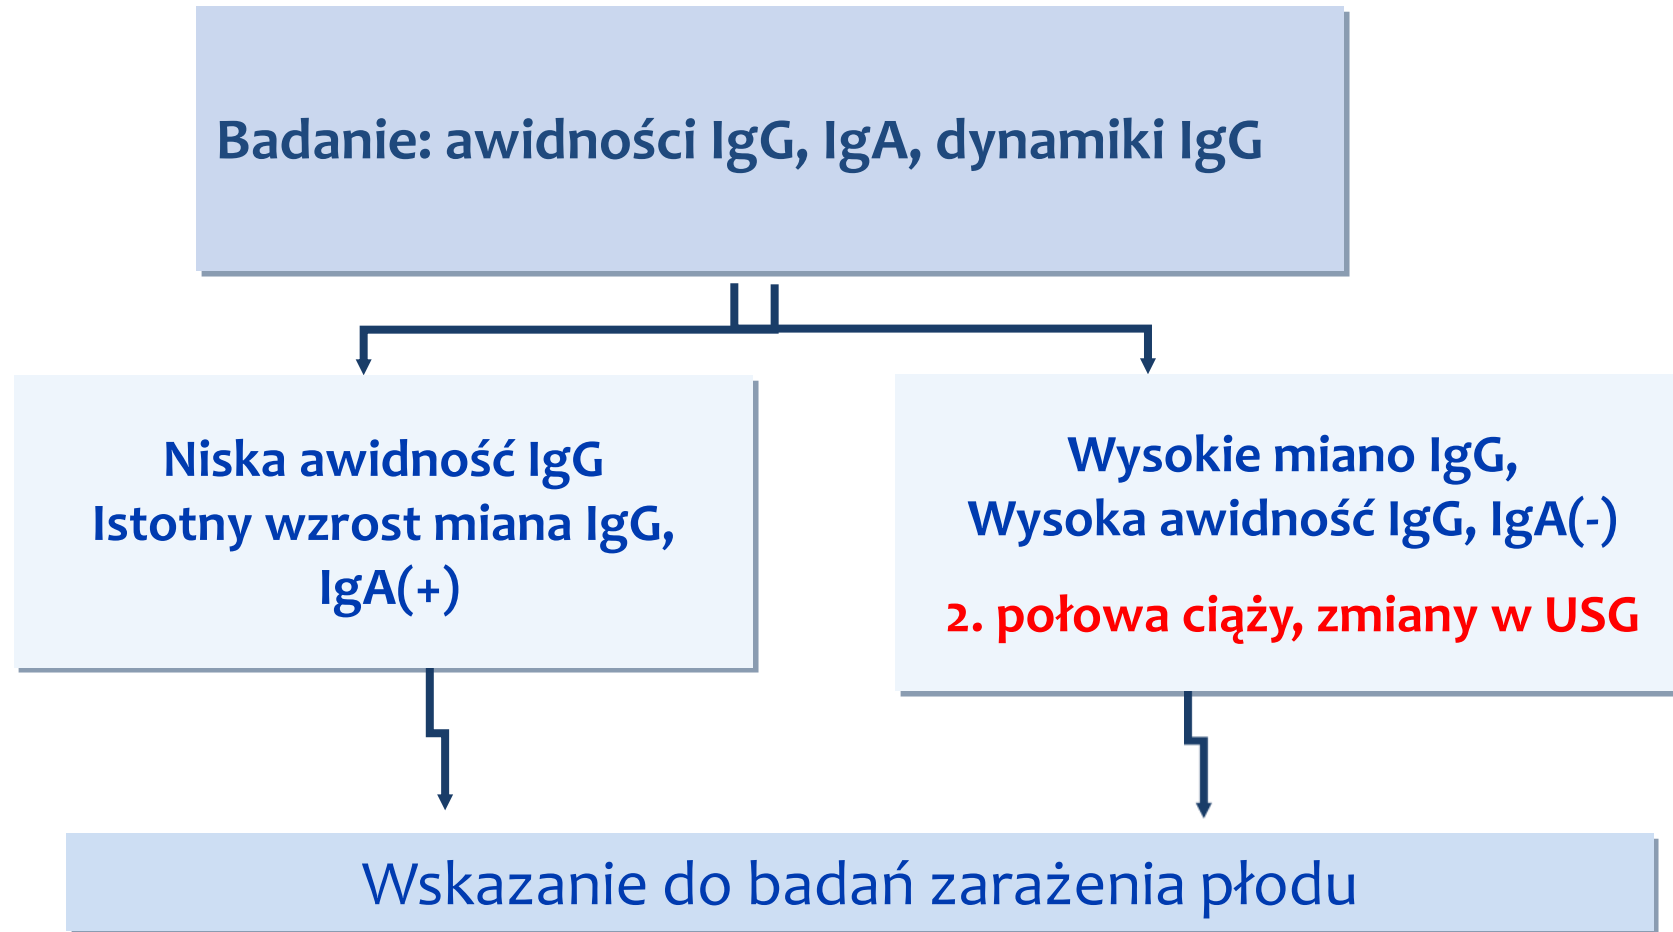 Badanie: awidności IgG, IgA, dynamiki IgG
Niska awidność IgG
Istotny wzrost miana IgG,
IgA(+)
Wysokie miano IgG,
Wysoka awidność IgG, IgA(-)
2. połowa ciąży, zmiany w USG
Wskazanie do badań zarażenia płodu